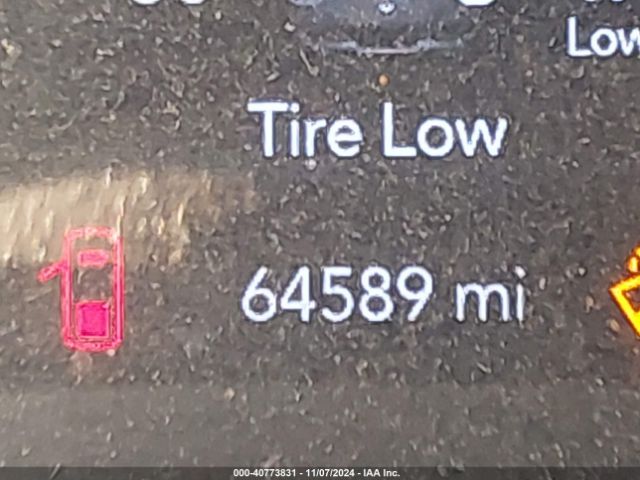 Low
Tire Low
64589 mi
000-40773831 - 11/07/2024 - IAA Inc.